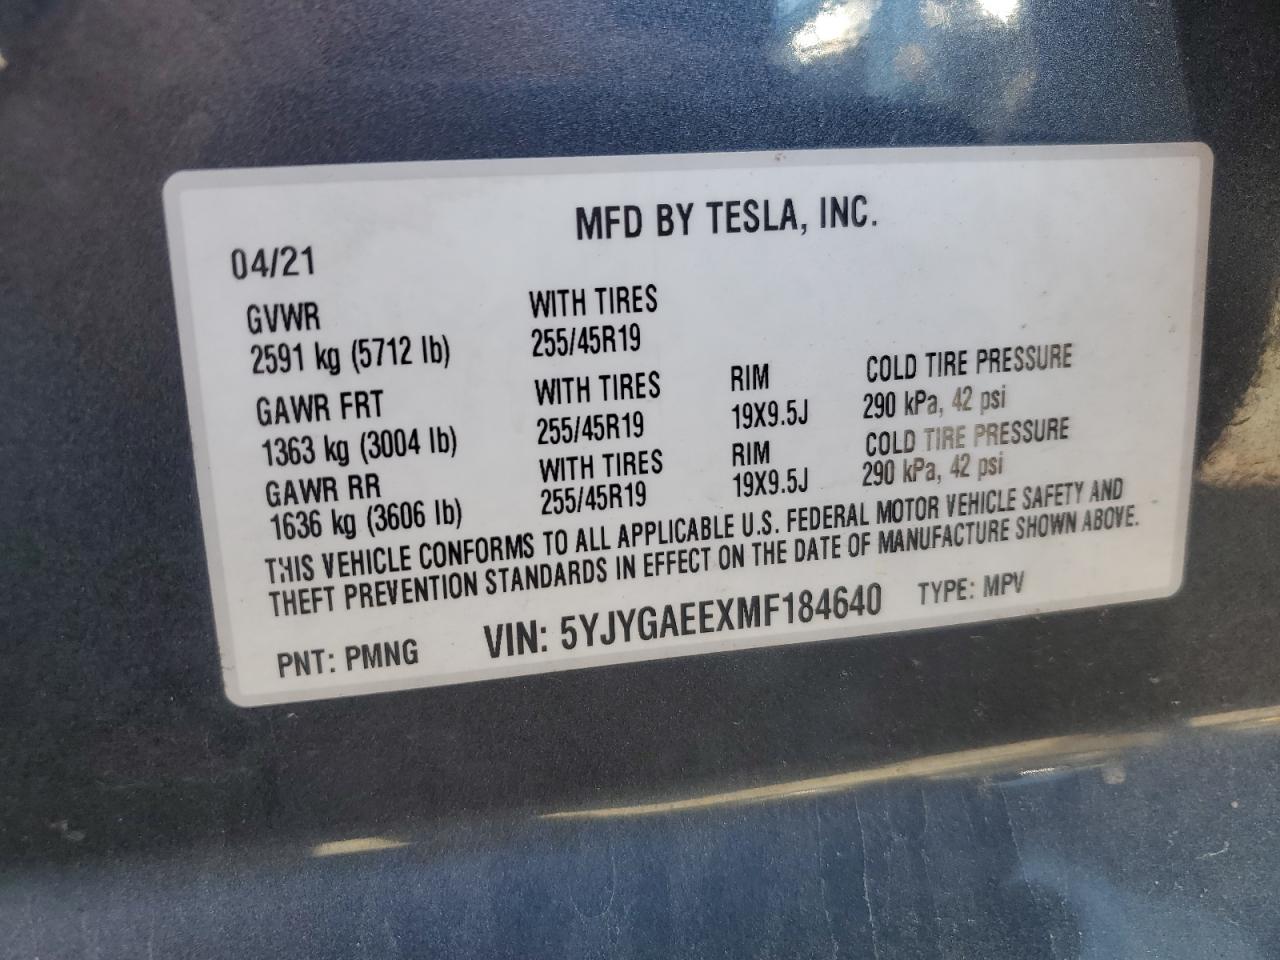 MFD BY TESLA, INC.
04/21
GVWR WITH TIRES
2591 kg (5712 lb) 255/45R19
GAWR FRT WITH TIRES RIM COLD TIRE PRESSURE
1363 kg (3004 lb) 255/45R19 19X9.5J 290 kPa, 42 psi
GAWR RR WITH TIRES RIM COLD TIRE PRESSURE
1636 kg (3606 lb) 255/45R19 19X9.5J 290 kPa, 42 psi
THIS VEHICLE CONFORMS TO ALL APPLICABLE U.S. FEDERAL MOTOR VEHICLE SAFETY AND
THEFT PREVENTION STANDARDS IN EFFECT ON THE DATE OF MANUFACTURE SHOWN ABOVE.
PNT: PMNG VIN: 5YJYGAEEXMF184640 TYPE: MPV